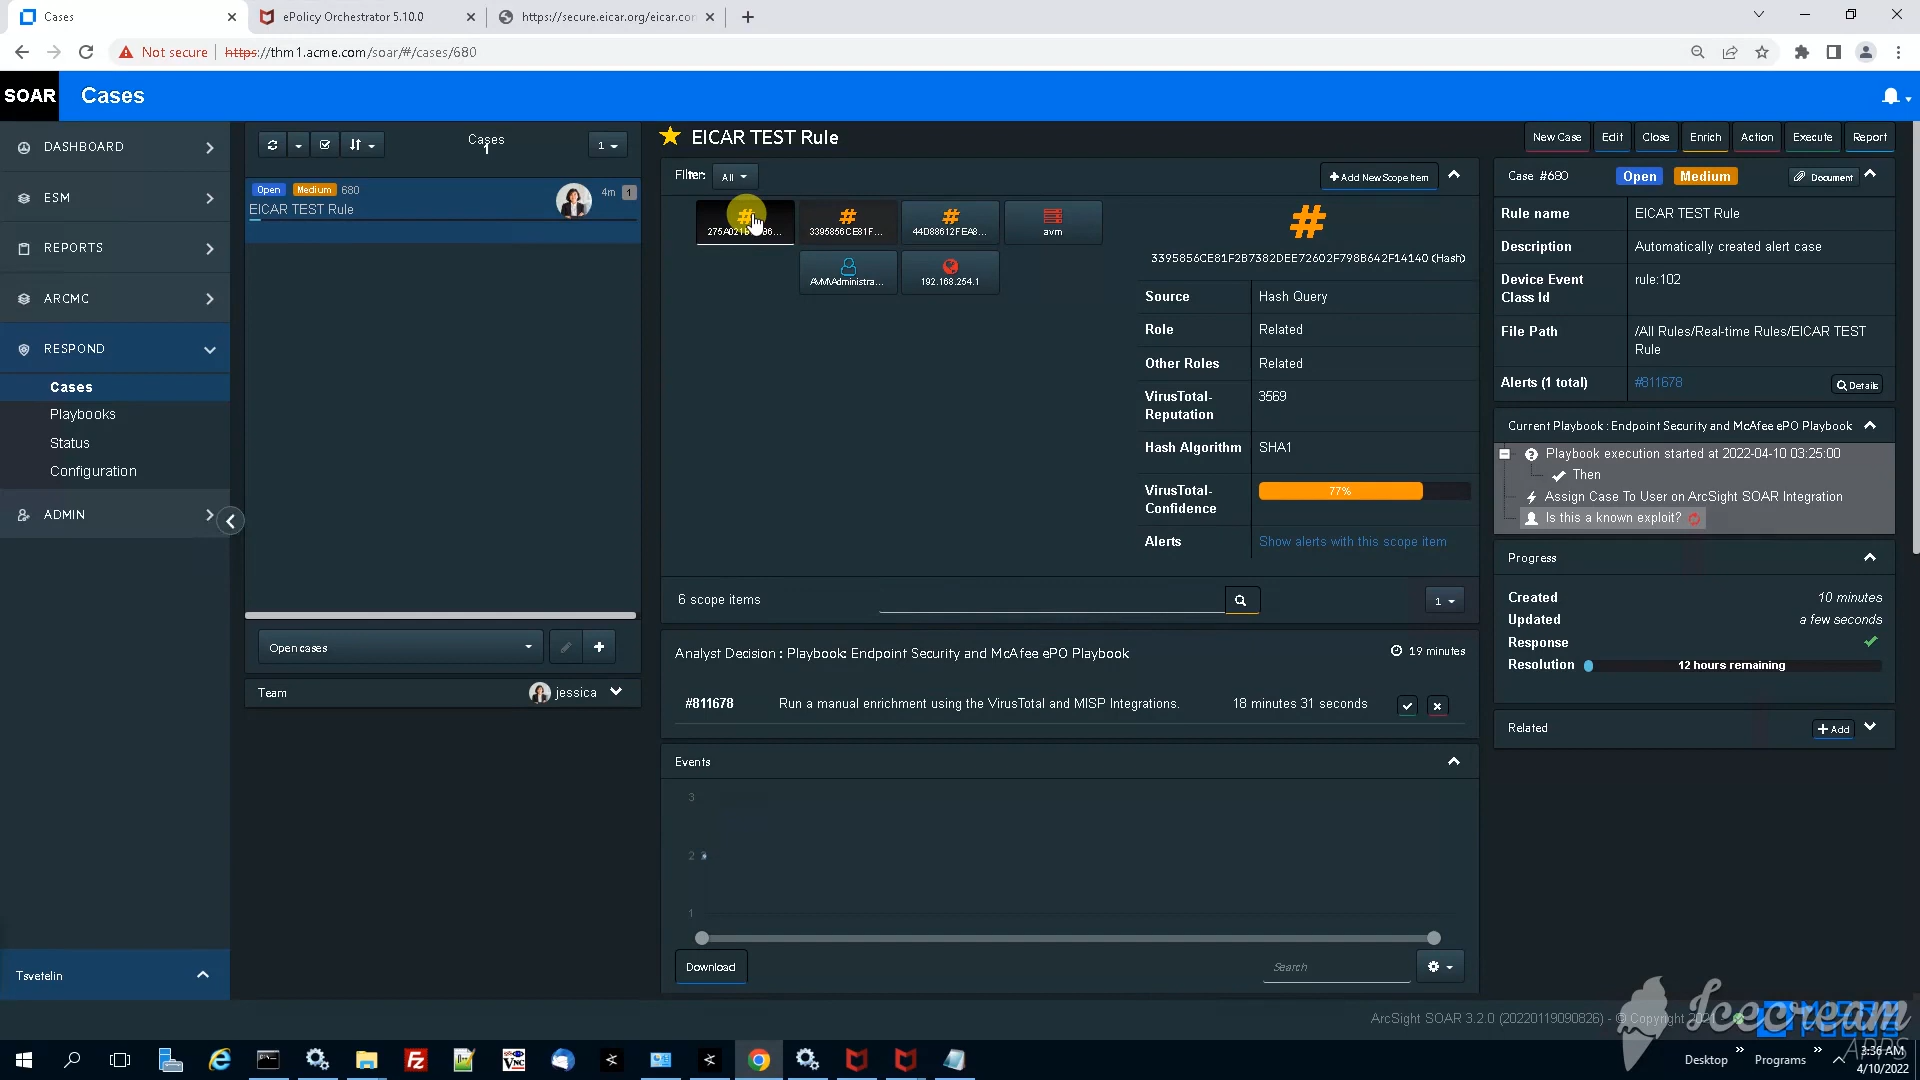 Cases
ePolicy Orchestrator 5.10.0
https://secure.eicar.org/eicar.con
Not secure
https://thm1.acme.com/soar/#/cases/680
SOAR
Cases
DASHBOARD
ESM
REPORTS
ARCMC
RESPOND
Cases
Playbooks
Status
Configuration
ADMIN
Tsvetelin
Cases
1
1
Open
Medium
680
4m
1
EICAR TEST Rule
Open cases
Team
jessica
EICAR TEST Rule
New Case
Edit
Close
Enrich
Action
Execute
Report
Filter:
All
Add New Scope Item
3395856CE81F...
44D88612FEA8...
avm
AVM\Administra...
192.168.254.1
3395856CE81F2B7382DEE72602F798B642F14140 (Hash)
Source
Hash Query
Role
Related
Other Roles
Related
VirusTotal-
Reputation
3569
Hash Algorithm
SHA1
VirusTotal-
Confidence
77%
Alerts
Show alerts with this scope item
6 scope items
1
Analyst Decision : Playbook: Endpoint Security and McAfee ePO Playbook
19 minutes
#811678
Run a manual enrichment using the VirusTotal and MISP Integrations.
18 minutes 31 seconds
Events
3
2
1
Download
Search
Case #680
Open
Medium
Document
Rule name
EICAR TEST Rule
Description
Automatically created alert case
Device Event
Class Id
rule:102
File Path
/All Rules/Real-time Rules/EICAR TEST
Rule
Alerts (1 total)
#811678
Details
Current Playbook : Endpoint Security and McAfee ePO Playbook
Playbook execution started at 2022-04-10 03:25:00
Then
Assign Case To User on ArcSight SOAR Integration
Is this a known exploit?
Progress
Created
10 minutes
Updated
a few seconds
Response
Resolution
12 hours remaining
Related
Add
ArcSight SOAR 3.2.0 (20220119090826) - © Copyright 2021
Icecream
APPS
Desktop
Programs
3:36 AM
4/10/2022